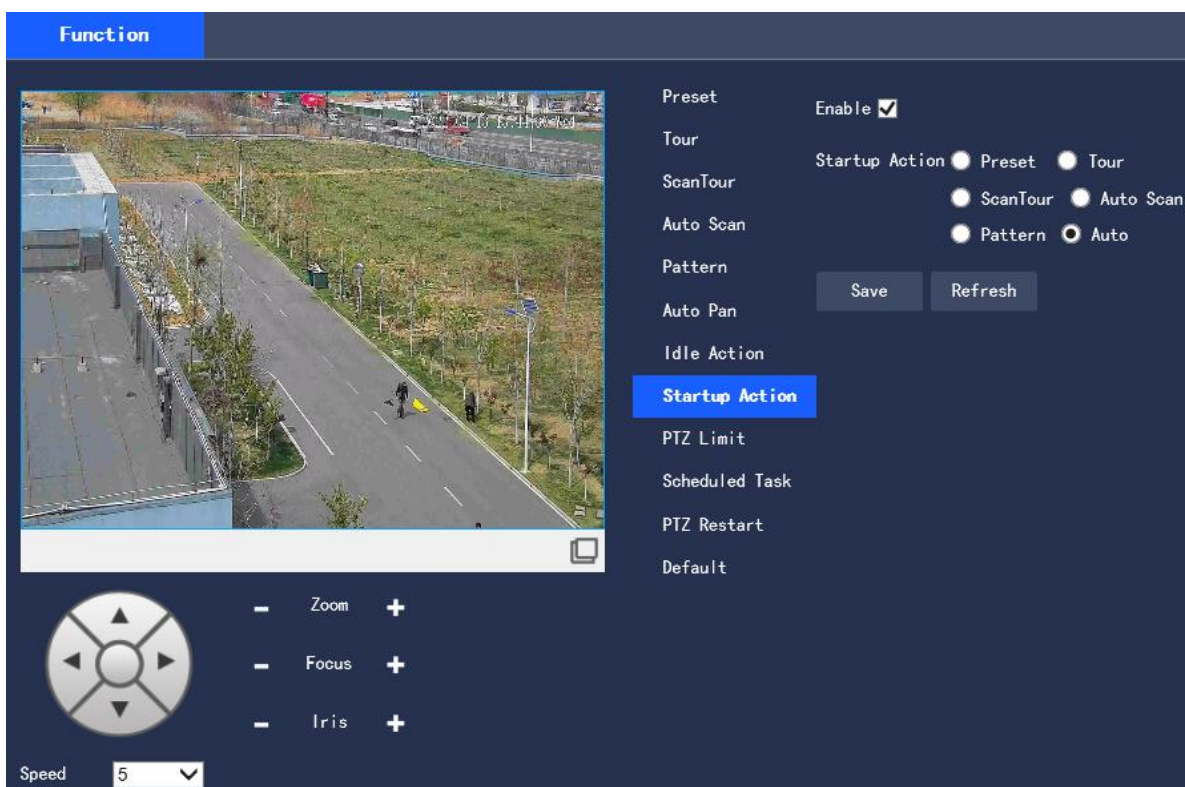 Function
Preset
Tour
ScanTour
Auto Scan
Pattern
Auto Pan
Idle Action
Startup Action
PTZ Limit
Scheduled Task
PTZ Restart
Default
Enable
Startup Action Preset Tour
ScanTour Auto Scan
Pattern Auto
Save Refresh
Zoom
Focus
Iris
Speed 5